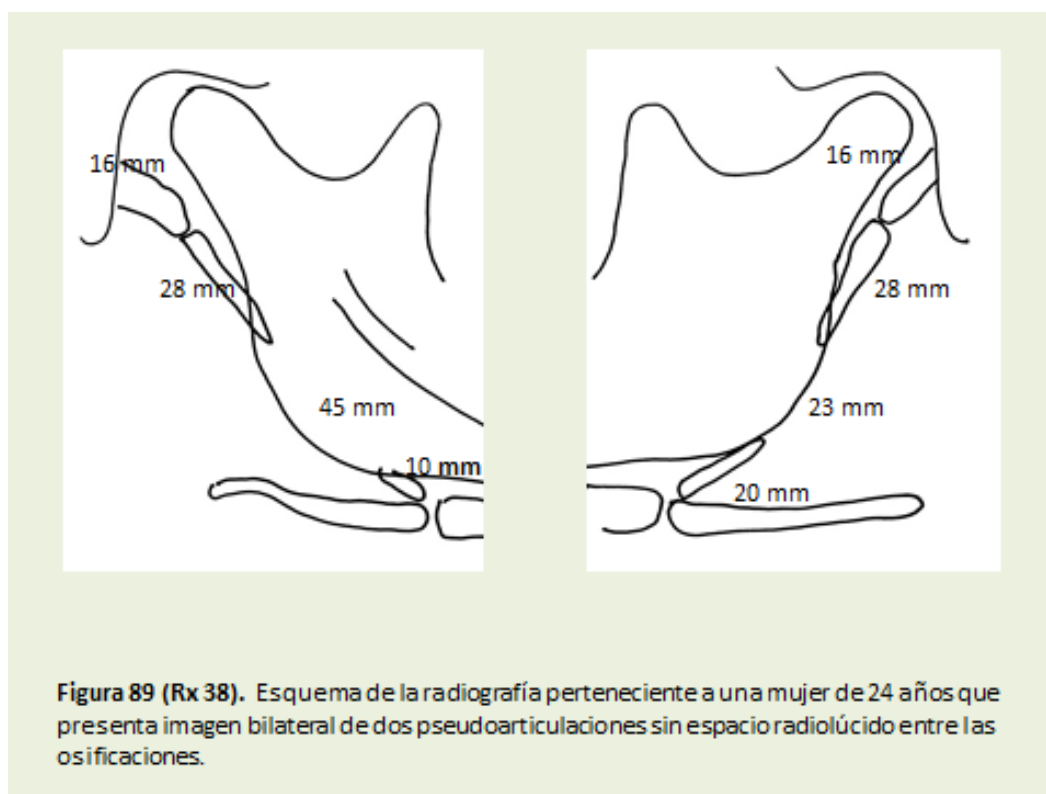 16 mm
16 mm
28 mm
28 mm
45 mm
23 mm
10 mm
20 mm
Figura 89 (Rx 38). Esquema de la radiografía perteneciente a una mujer de 24 años que
presenta imagen bilateral de dos pseudoarticulaciones sin espacio radiolúcido entre las
osificaciones.